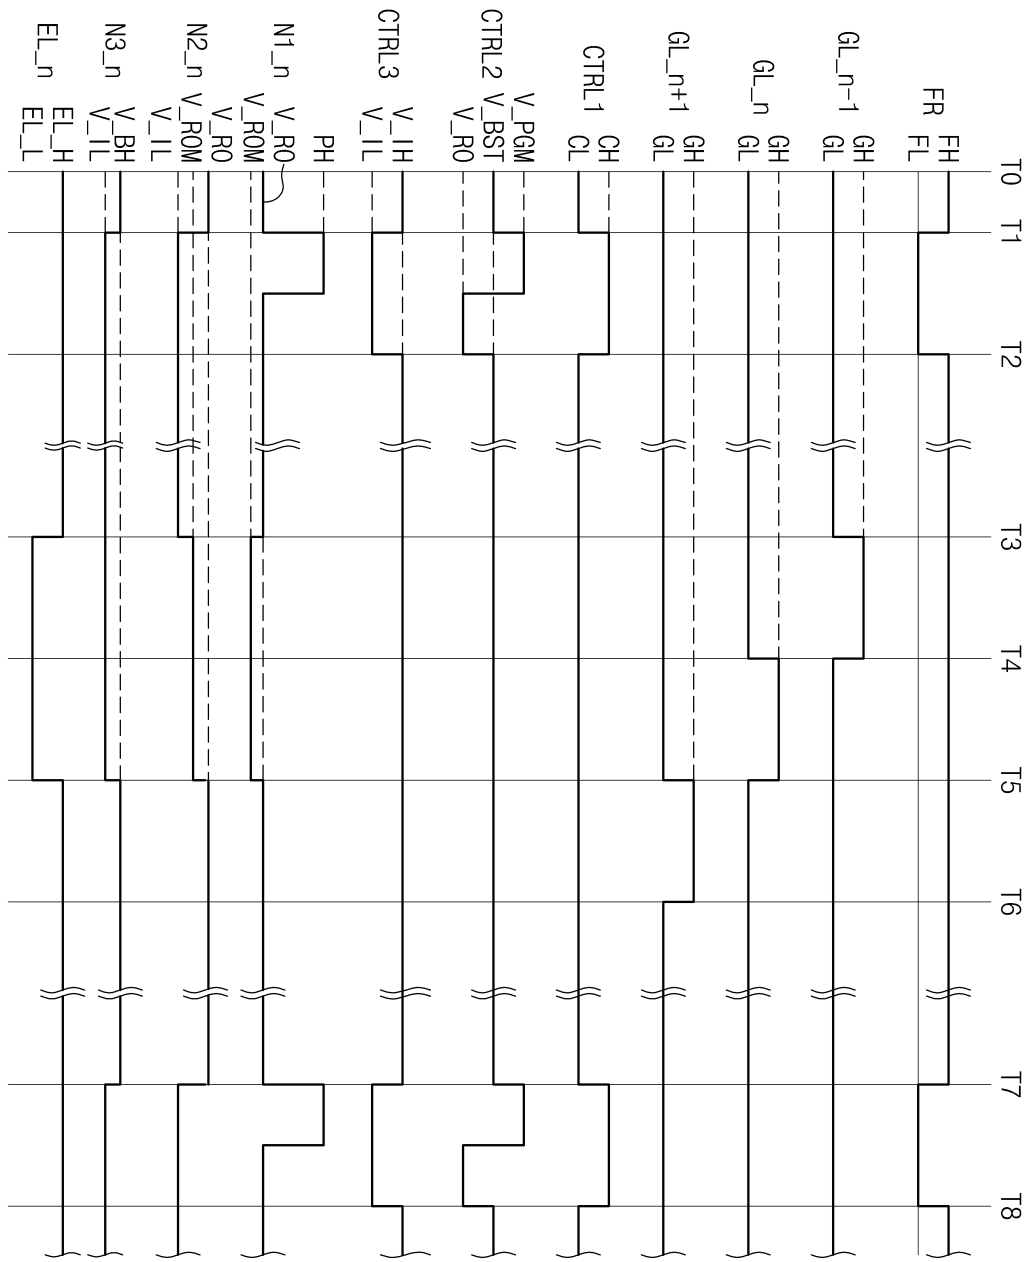 T0 T1 T2 T3 T4 T5 T6 T7 T8
FR
FH
FL
GL_n-1
GH
GL
GL_n
GH
GL
GL_n+1
GH
GL
CTRL1
CH
CL
CTRL2
V_PGM
V_BST
V_RO
CTRL3
V_IH
V_IL
N1_n
PH
V_RO
V_ROM
N2_n
V_RO
V_ROM
V_IL
N3_n
V_BH
V_IL
EL_n
EL_H
EL_L